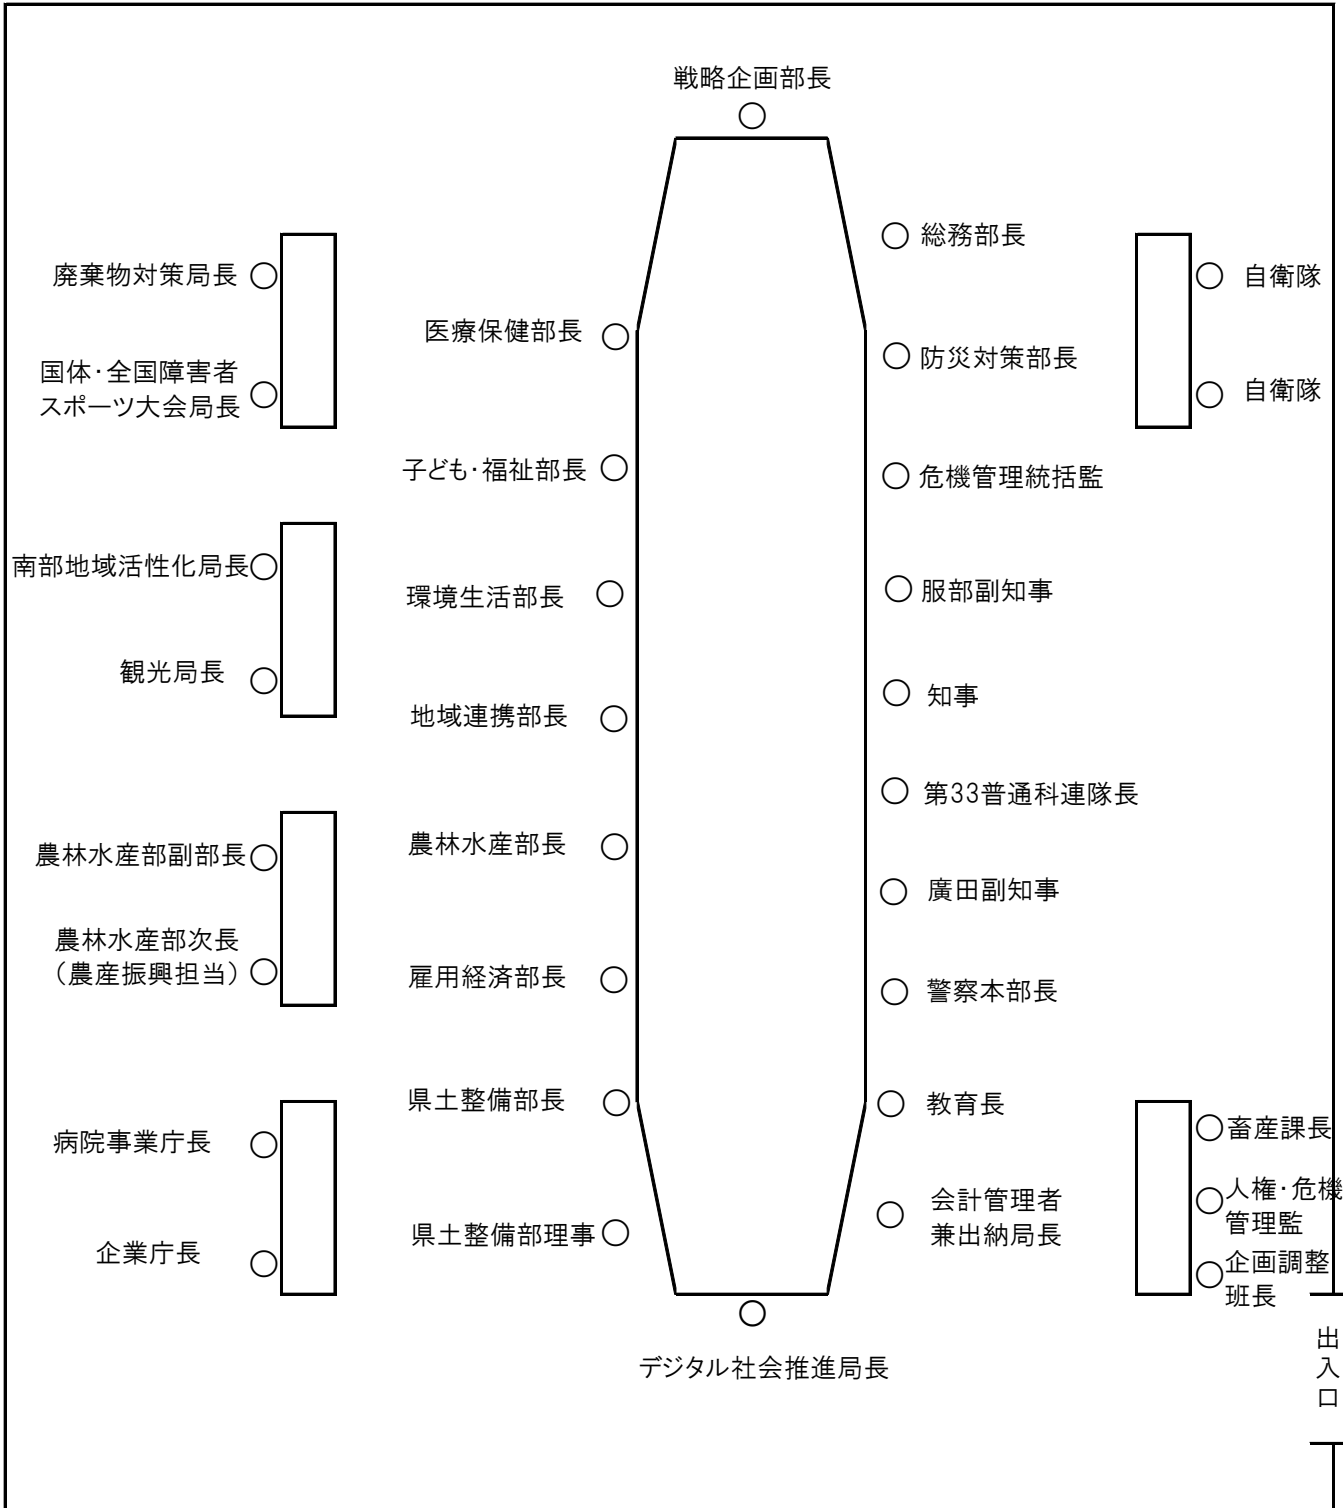 戦略企画部長
総務部長
廃棄物対策局長
自衛隊
医療保健部長
防災対策部長
国体・全国障害者
スポーツ大会局長
自衛隊
子ども・福祉部長
危機管理統括監
南部地域活性化局長
環境生活部長
服部副知事
観光局長
地域連携部長
知事
第33普通科連隊長
農林水産部副部長
農林水産部長
廣田副知事
農林水産部次長
（農産振興担当）
雇用経済部長
警察本部長
県土整備部長
教育長
畜産課長
病院事業庁長
人権・危機
管理監
会計管理者
兼出納局長
県土整備部理事
企業庁長
企画調整
班長
デジタル社会推進局長
出入口